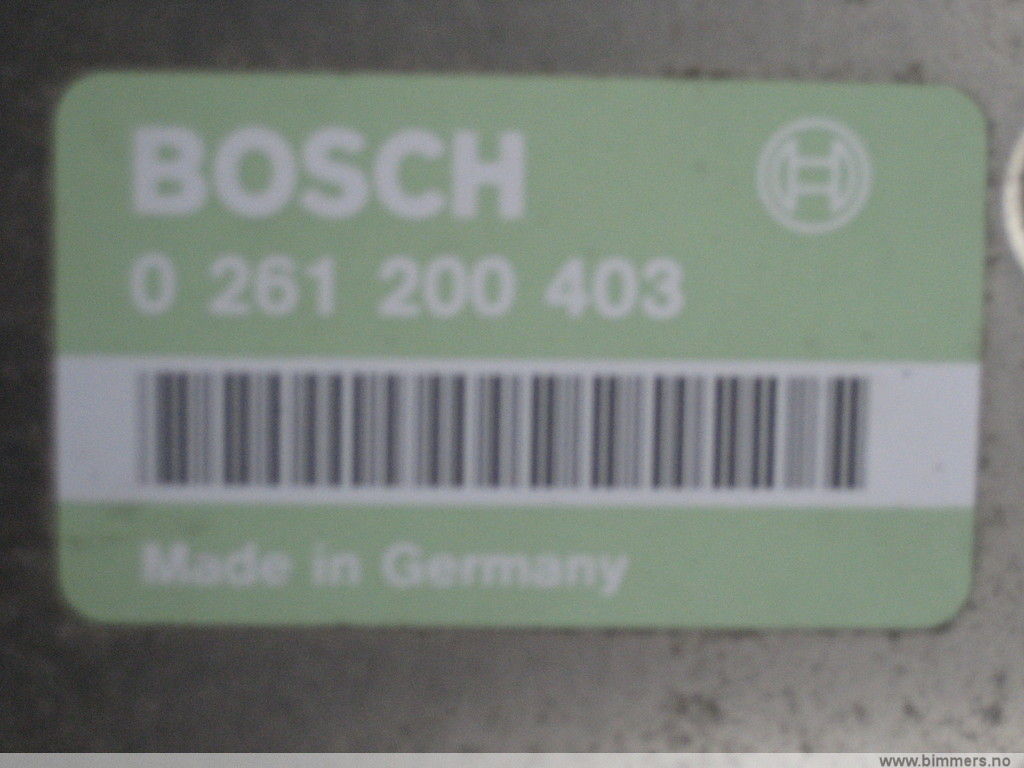 BOSCH
0 261 200 403
Made in Germany
www.bimmers.no